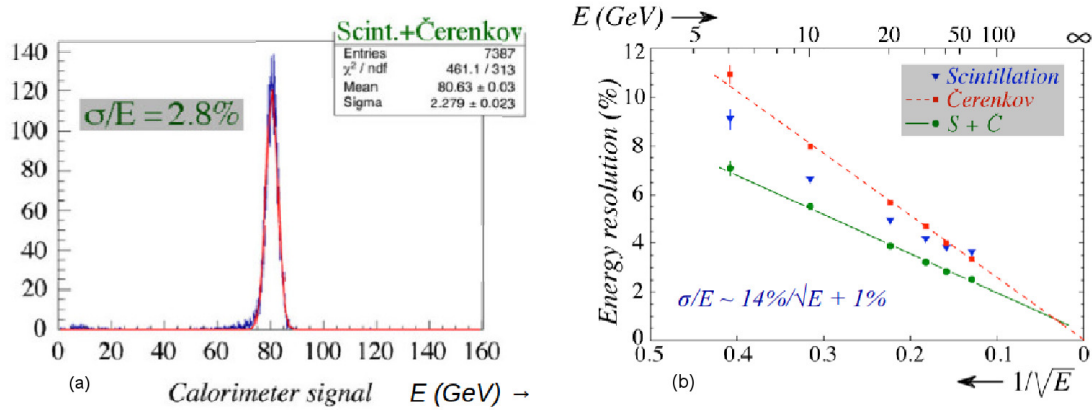 Scint.+Čerenkov
Entries 7387
χ² / ndf 461.1 / 313
Mean 80.63 ± 0.03
Sigma 2.279 ± 0.023
σ/E = 2.8%
140
120
100
80
60
40
20
0
0 20 40 60 80 100 120 140 160
(a)
Calorimeter signal E (GeV) →
E (GeV) →
5 10 20 30 50 100 ∞
Energy resolution (%)
12
10
8
6
4
2
0
Scintillation
Čerenkov
S + Č
σ/E ~ 14%/√E + 1%
0.5 0.4 0.3 0.2 0.1 0
(b)
← 1/√E